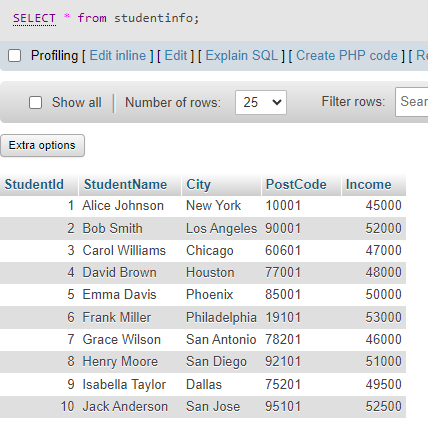 SELECT * from studentinfo;
Profiling [ Edit inline ] [ Edit ] [ Explain SQL ] [ Create PHP code ] [
Show all Number of rows: 25 Filter rows:
Extra options
StudentId StudentName City PostCode Income
1 Alice Johnson New York 10001 45000
2 Bob Smith Los Angeles 90001 52000
3 Carol Williams Chicago 60601 47000
4 David Brown Houston 77001 48000
5 Emma Davis Phoenix 85001 50000
6 Frank Miller Philadelphia 19101 53000
7 Grace Wilson San Antonio 78201 46000
8 Henry Moore San Diego 92101 51000
9 Isabella Taylor Dallas 75201 49500
10 Jack Anderson San Jose 95101 52500